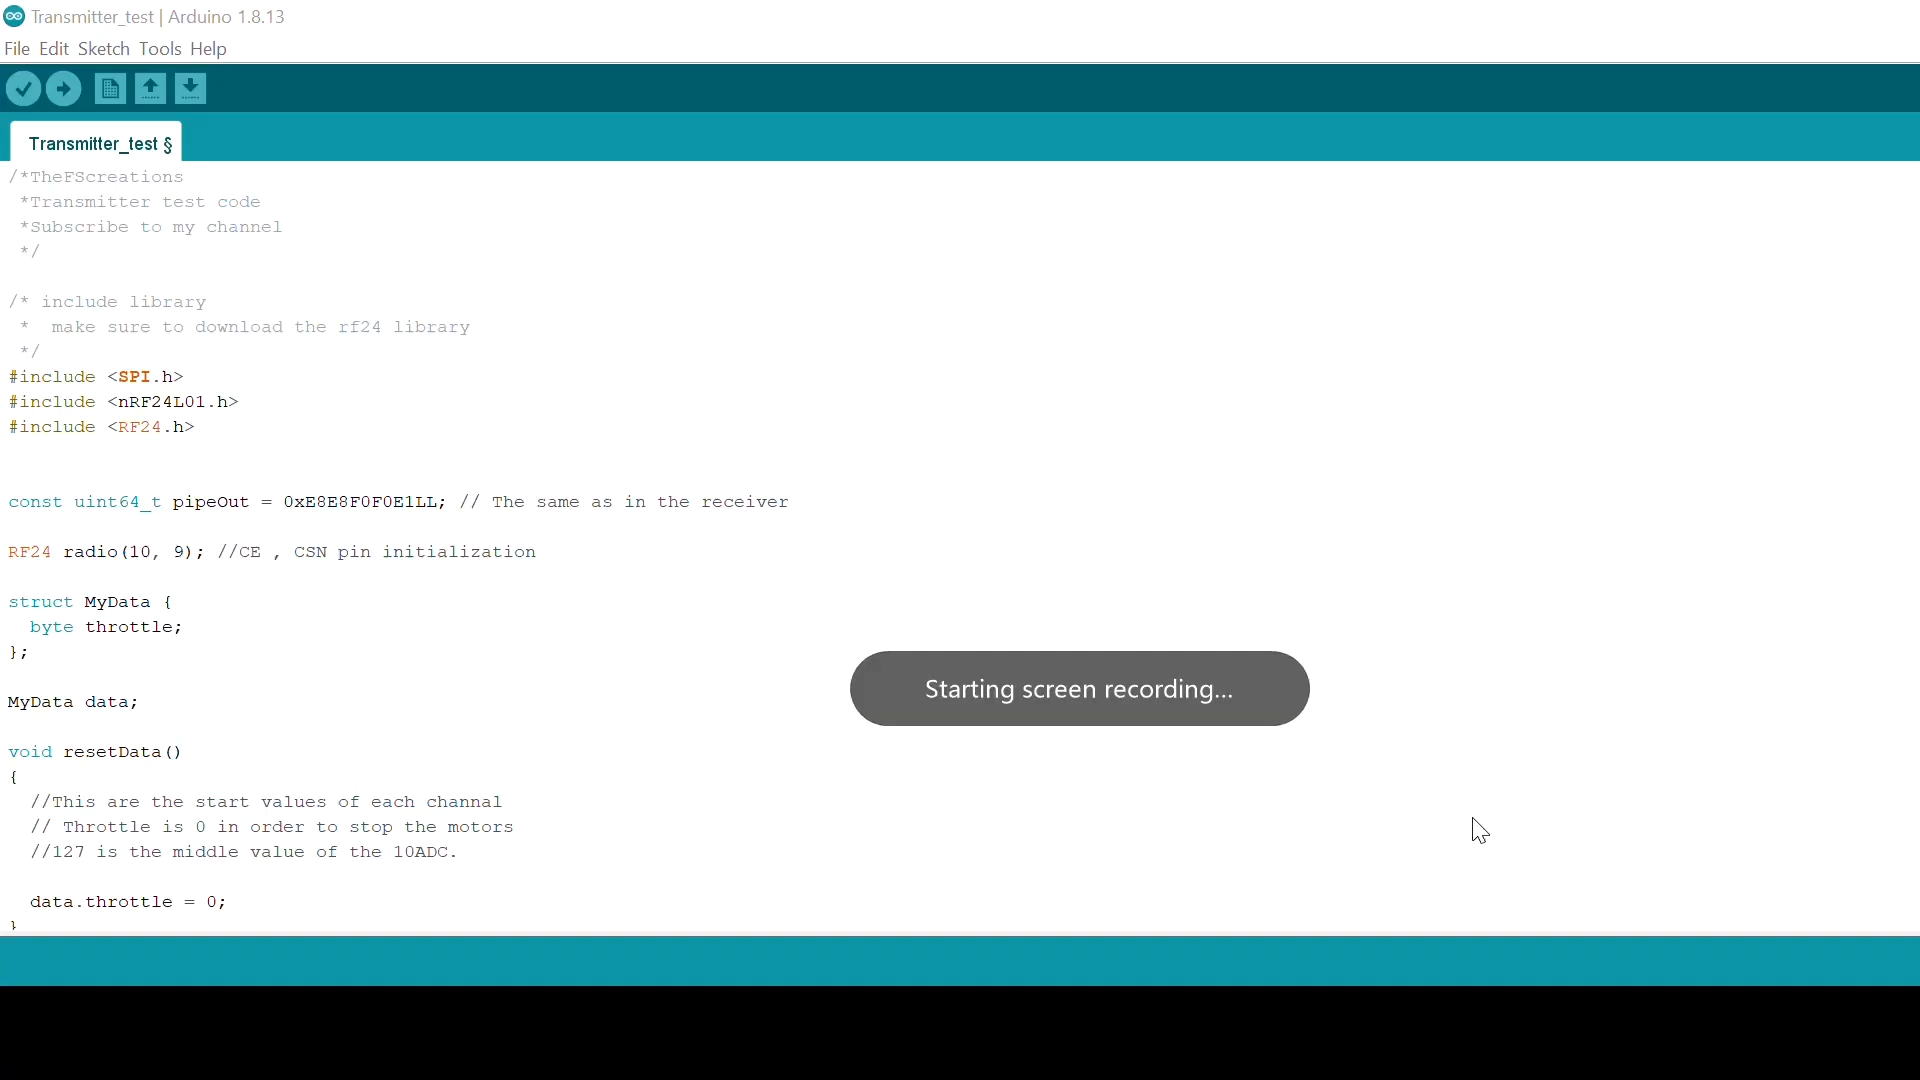 Transmitter_test | Arduino 1.8.13
File Edit Sketch Tools Help
Transmitter_test §
/*TheFScreations
 *Transmitter test code
 *Subscribe to my channel
 */
/* include library
 *  make sure to download the rf24 library
 */
#include <SPI.h>
#include <nRF24L01.h>
#include <RF24.h>
const uint64_t pipeOut = 0xE8E8F0F0E1LL; // The same as in the receiver
RF24 radio(10, 9); //CE , CSN pin initialization
struct MyData {
  byte throttle;
};
MyData data;
void resetData()
{
  //This are the start values of each channal
  // Throttle is 0 in order to stop the motors
  //127 is the middle value of the 10ADC.
  data.throttle = 0;
}
Starting screen recording...